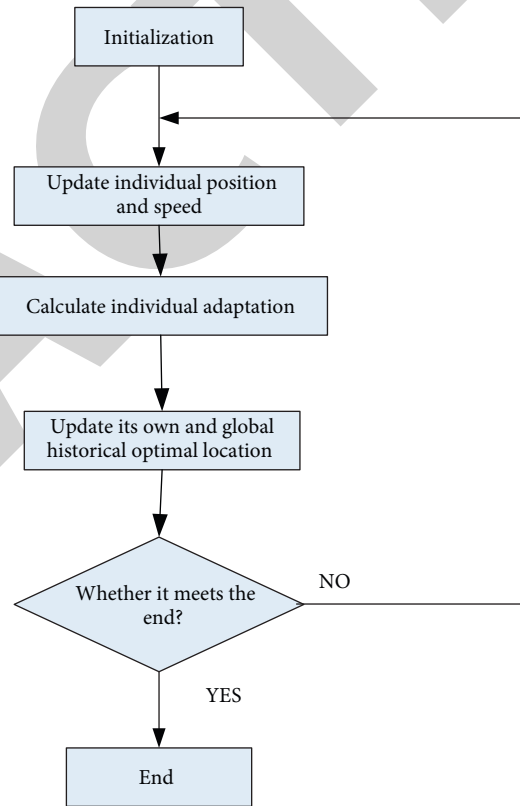 Initialization
Update individual position
and speed
Calculate individual adaptation
Update its own and global
historical optimal location
Whether it meets the
end?
NO
YES
End